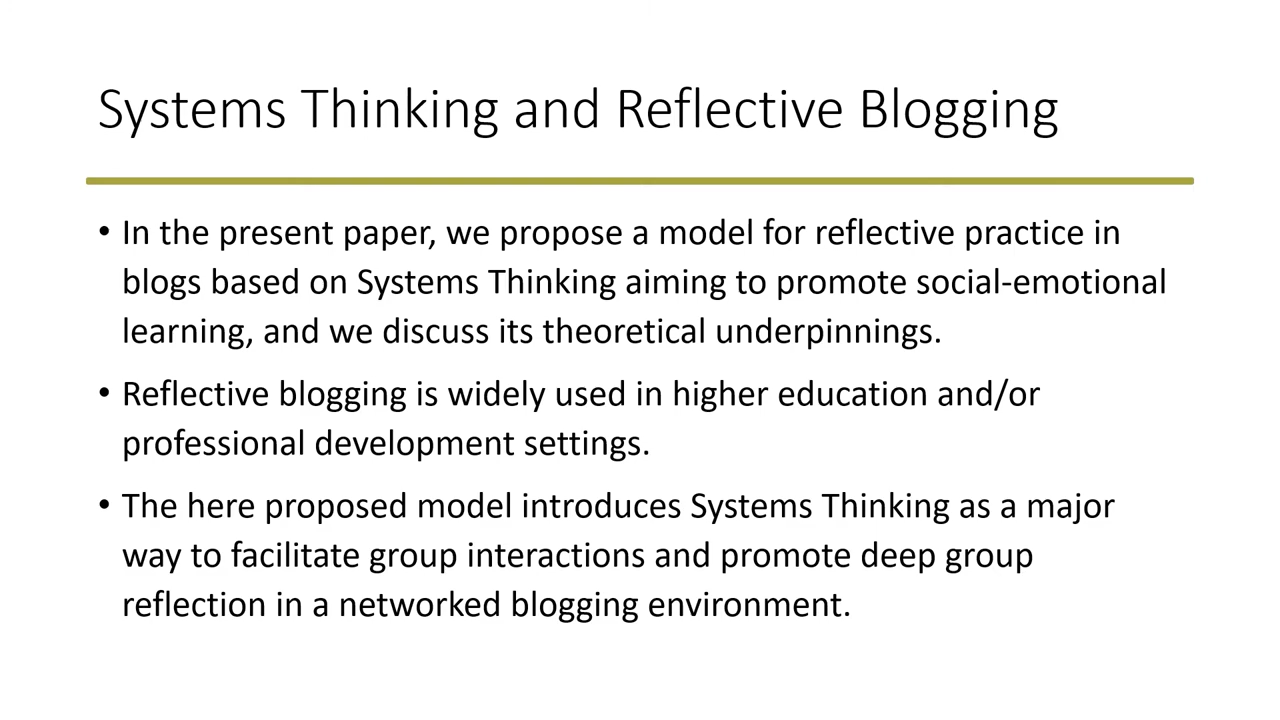 Systems Thinking and Reflective Blogging
• In the present paper, we propose a model for reflective practice in
blogs based on Systems Thinking aiming to promote social-emotional
learning, and we discuss its theoretical underpinnings.
• Reflective blogging is widely used in higher education and/or
professional development settings.
• The here proposed model introduces Systems Thinking as a major
way to facilitate group interactions and promote deep group
reflection in a networked blogging environment.